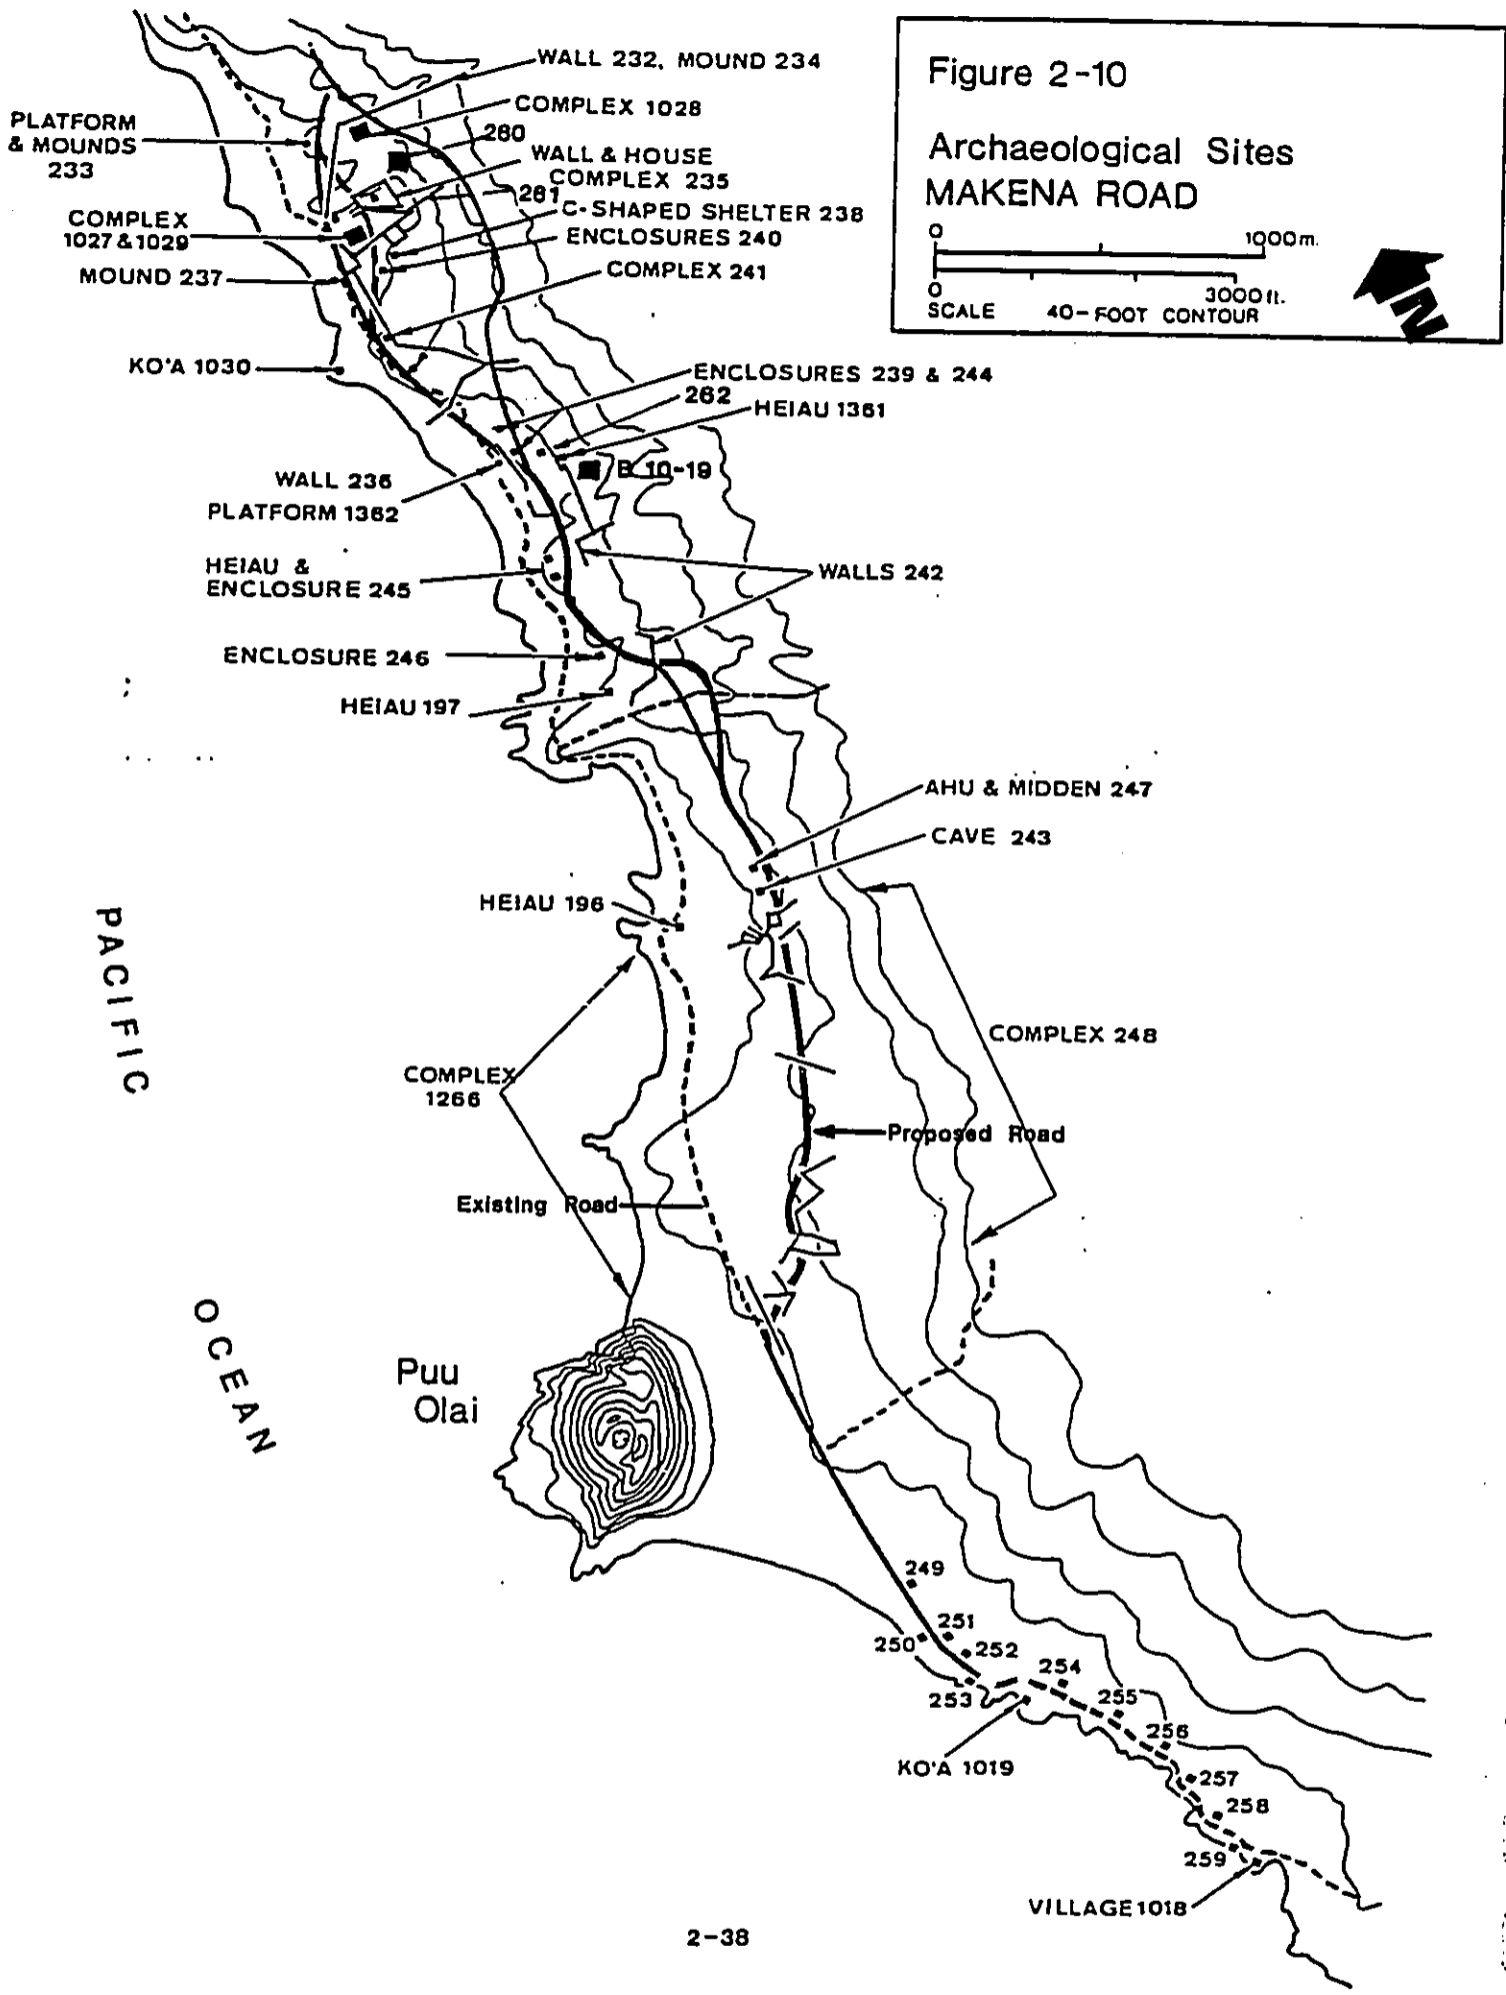 Figure 2-10
Archaeological Sites
MAKENA ROAD
0
1000m.
0
3000ft.
SCALE 40-FOOT CONTOUR
N
WALL 232, MOUND 234
COMPLEX 1028
PLATFORM
& MOUNDS
233
260
WALL & HOUSE
COMPLEX 235
261
C-SHAPED SHELTER 238
COMPLEX
1027&1029
ENCLOSURES 240
MOUND 237
COMPLEX 241
KO'A 1030
ENCLOSURES 239 & 244
262
HEIAU 1361
B 10-19
WALL 236
PLATFORM 1362
HEIAU &
ENCLOSURE 245
WALLS 242
ENCLOSURE 246
HEIAU 197
AHU & MIDDEN 247
CAVE 243
HEIAU 196
PACIFIC
COMPLEX 248
COMPLEX
1266
Proposed Road
Existing Road
OCEAN
Puu
Olai
249
251
250
252
254
253
255
256
KO'A 1019
257
258
259
VILLAGE 1018
2-38